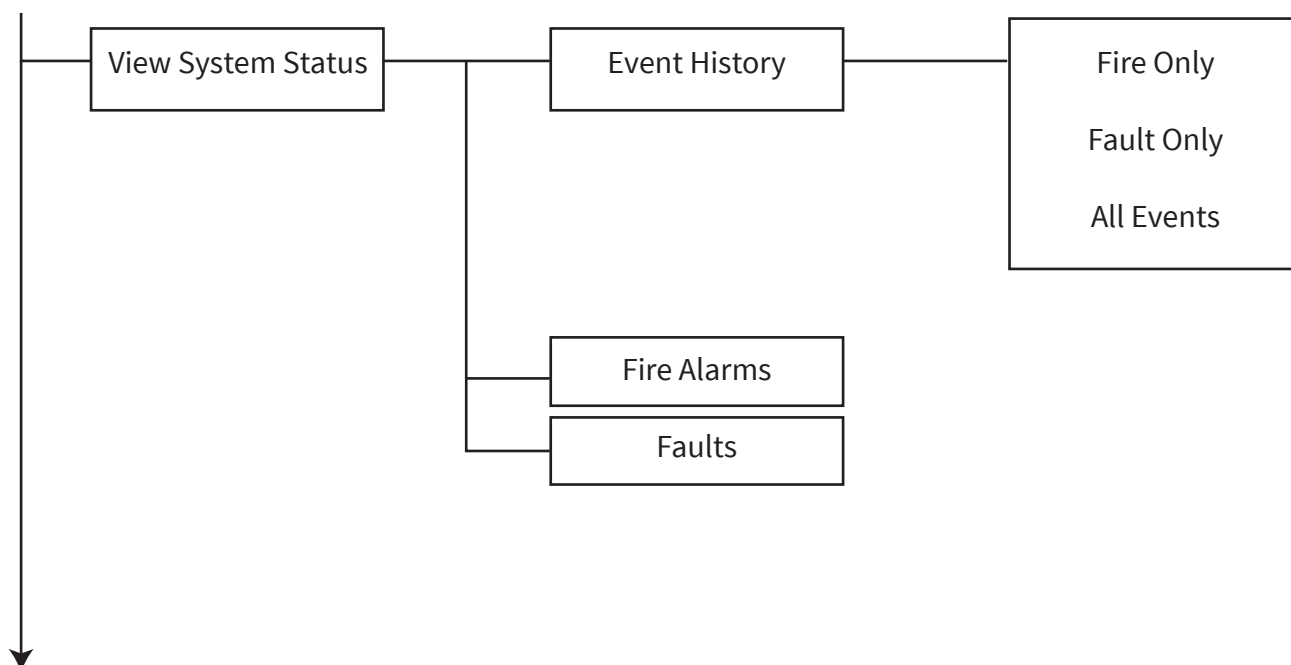 View System Status
Event History
Fire Only
Fault Only
All Events
Fire Alarms
Faults